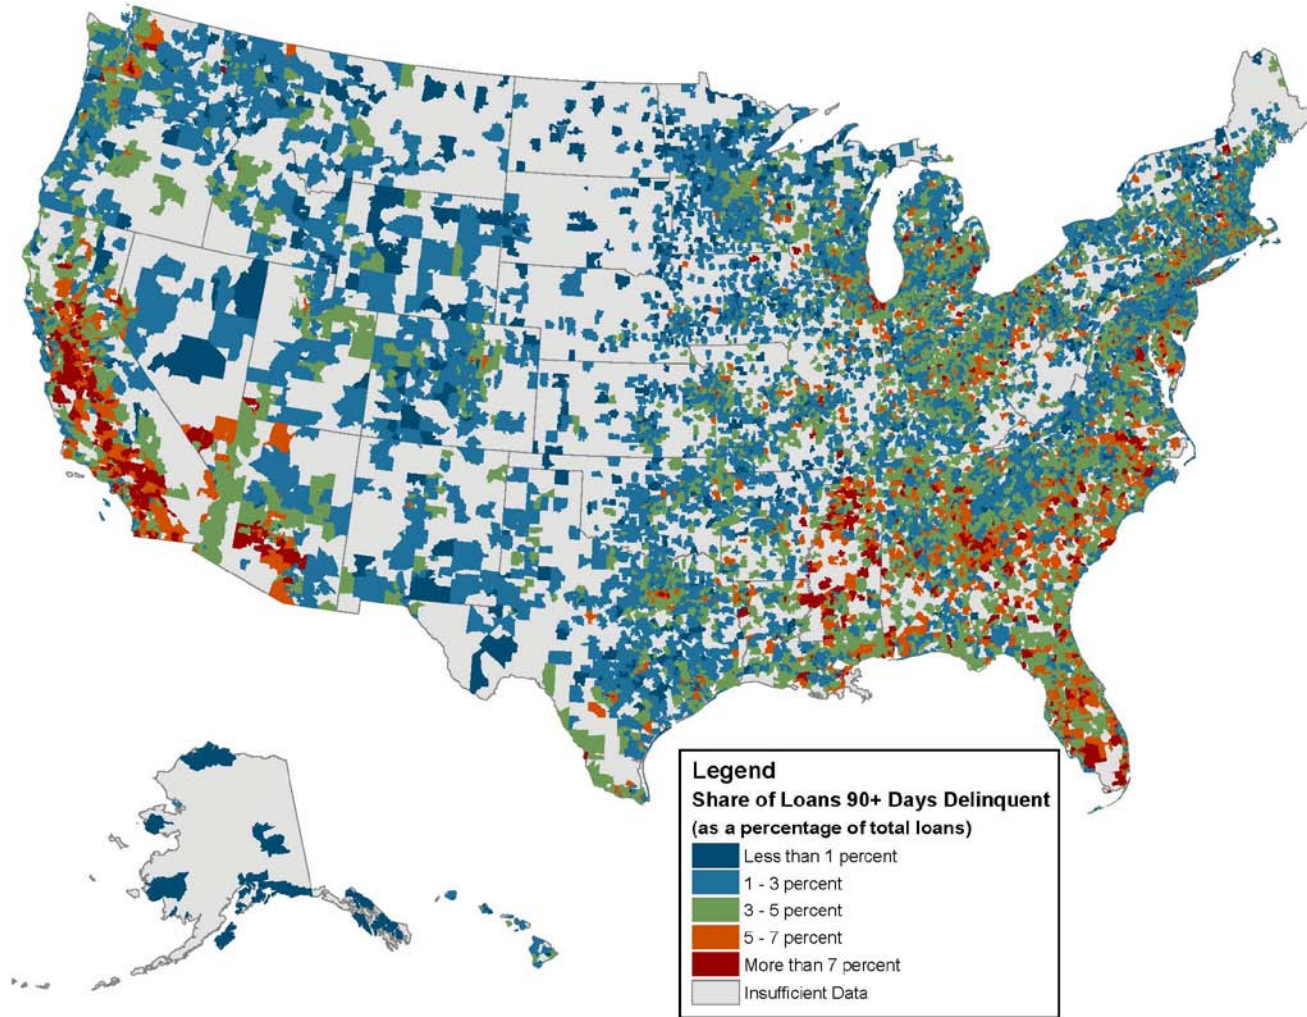 Legend
Share of Loans 90+ Days Delinquent
(as a percentage of total loans)
Less than 1 percent
1 - 3 percent
3 - 5 percent
5 - 7 percent
More than 7 percent
Insufficient Data